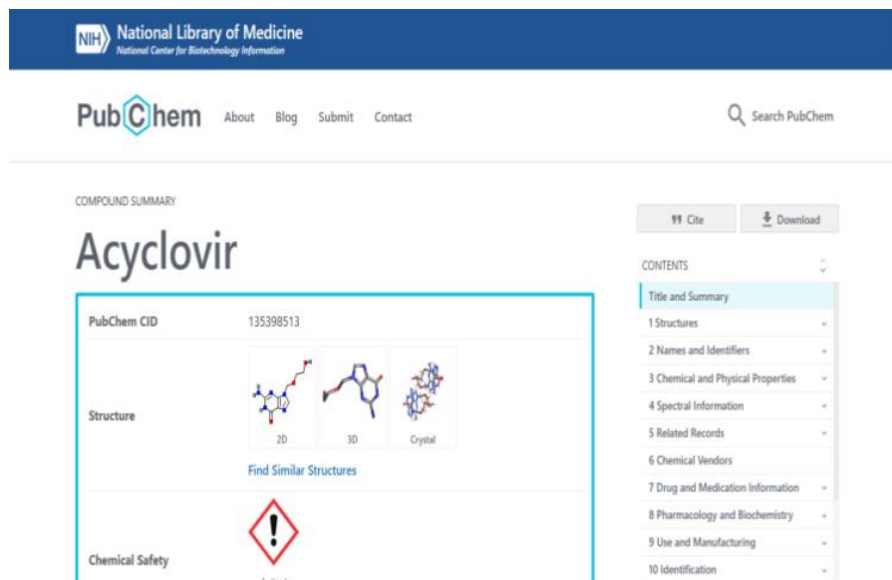 NIH
National Library of Medicine
National Center for Biotechnology Information
PubChem
About Blog Submit Contact
Search PubChem
COMPOUND SUMMARY
Acyclovir
Cite
Download
CONTENTS
Title and Summary
1 Structures
2 Names and Identifiers
3 Chemical and Physical Properties
4 Spectral Information
5 Related Records
6 Chemical Vendors
7 Drug and Medication Information
8 Pharmacology and Biochemistry
9 Use and Manufacturing
10 Identification
PubChem CID
135398513
Structure
2D
3D
Crystal
Find Similar Structures
Chemical Safety